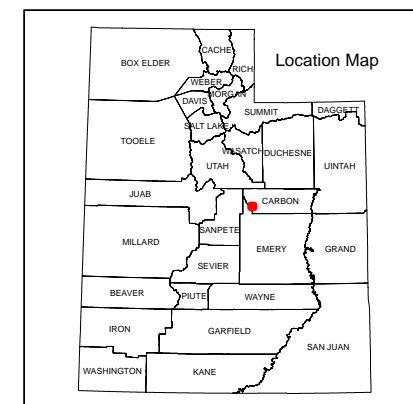 Location Map
CACHE
BOX ELDER
RICH
WEBER
MORGAN
DAVIS
SUMMIT
DAGGETT
SALT LAKE
TOOELE
WASATCH
DUCHESNE
UTAH
UINTAH
JUAB
CARBON
SANPETE
MILLARD
EMERY
GRAND
SEVIER
BEAVER
PIUTE
WAYNE
IRON
GARFIELD
SAN JUAN
WASHINGTON
KANE